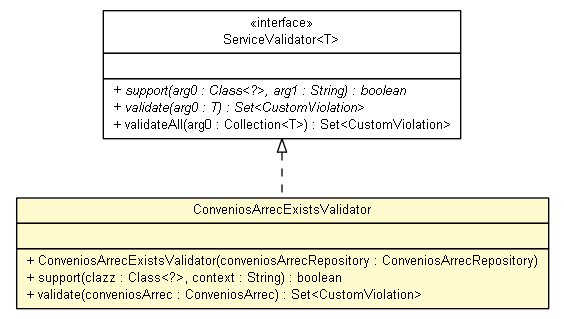 «interface»
ServiceValidator<T>
+ support(arg0 : Class<?>, arg1 : String) : boolean
+ validate(arg0 : T) : Set<CustomViolation>
+ validateAll(arg0 : Collection<T>) : Set<CustomViolation>
ConveniosArrecExistsValidator
+ ConveniosArrecExistsValidator(conveniosArrecRepository : ConveniosArrecRepository)
+ support(clazz : Class<?>, context : String) : boolean
+ validate(conveniosArrec : ConveniosArrec) : Set<CustomViolation>